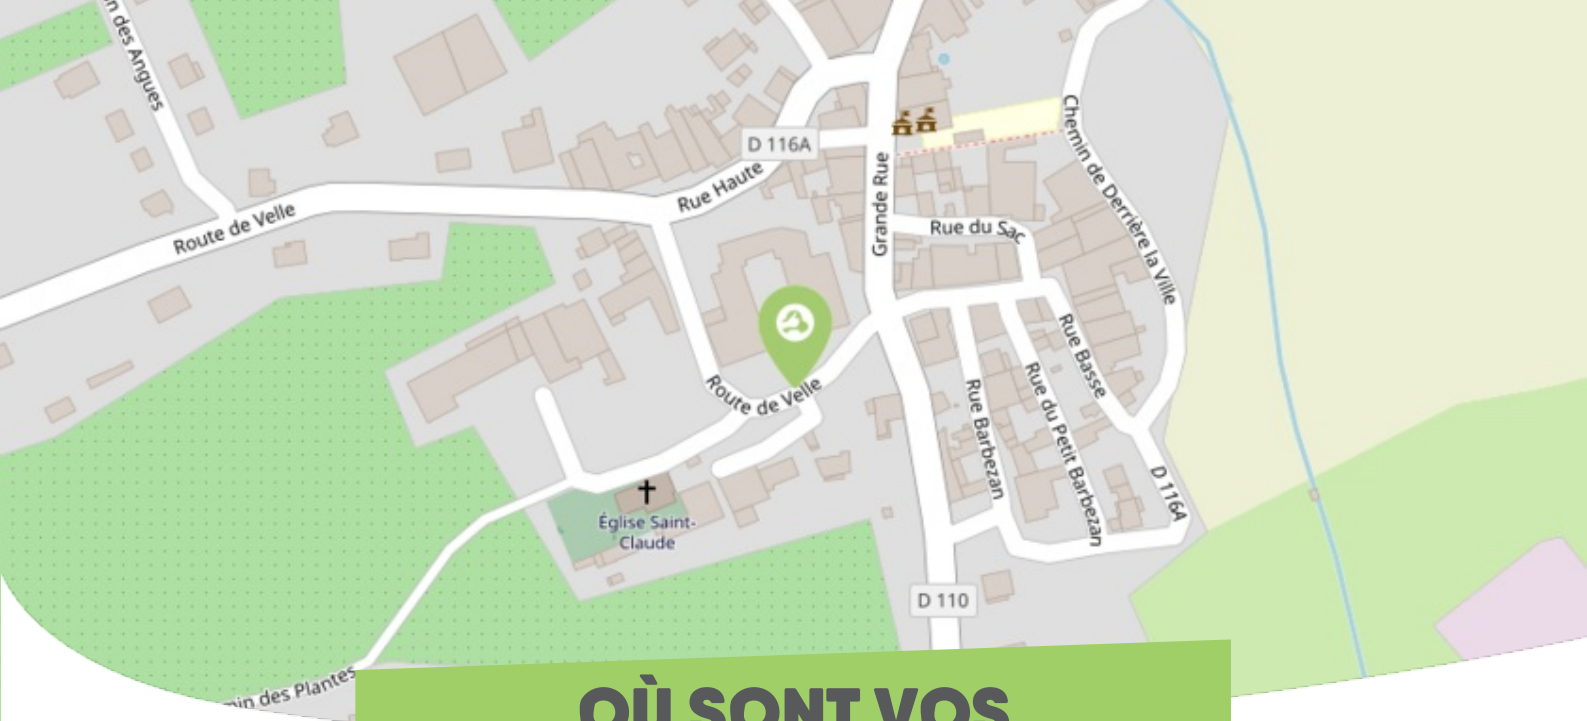 n des Angues
D 116A
Rue Haute
Chemin de Derrière la Ville
Grande Rue
Route de Velle
Rue du Sac
Rue Basse
Route de Velle
Rue Barbezan
Rue du Petit Barbezan
D 116A
Église Saint-
Claude
D 110
in des Plantes
OÙ SONT VOS